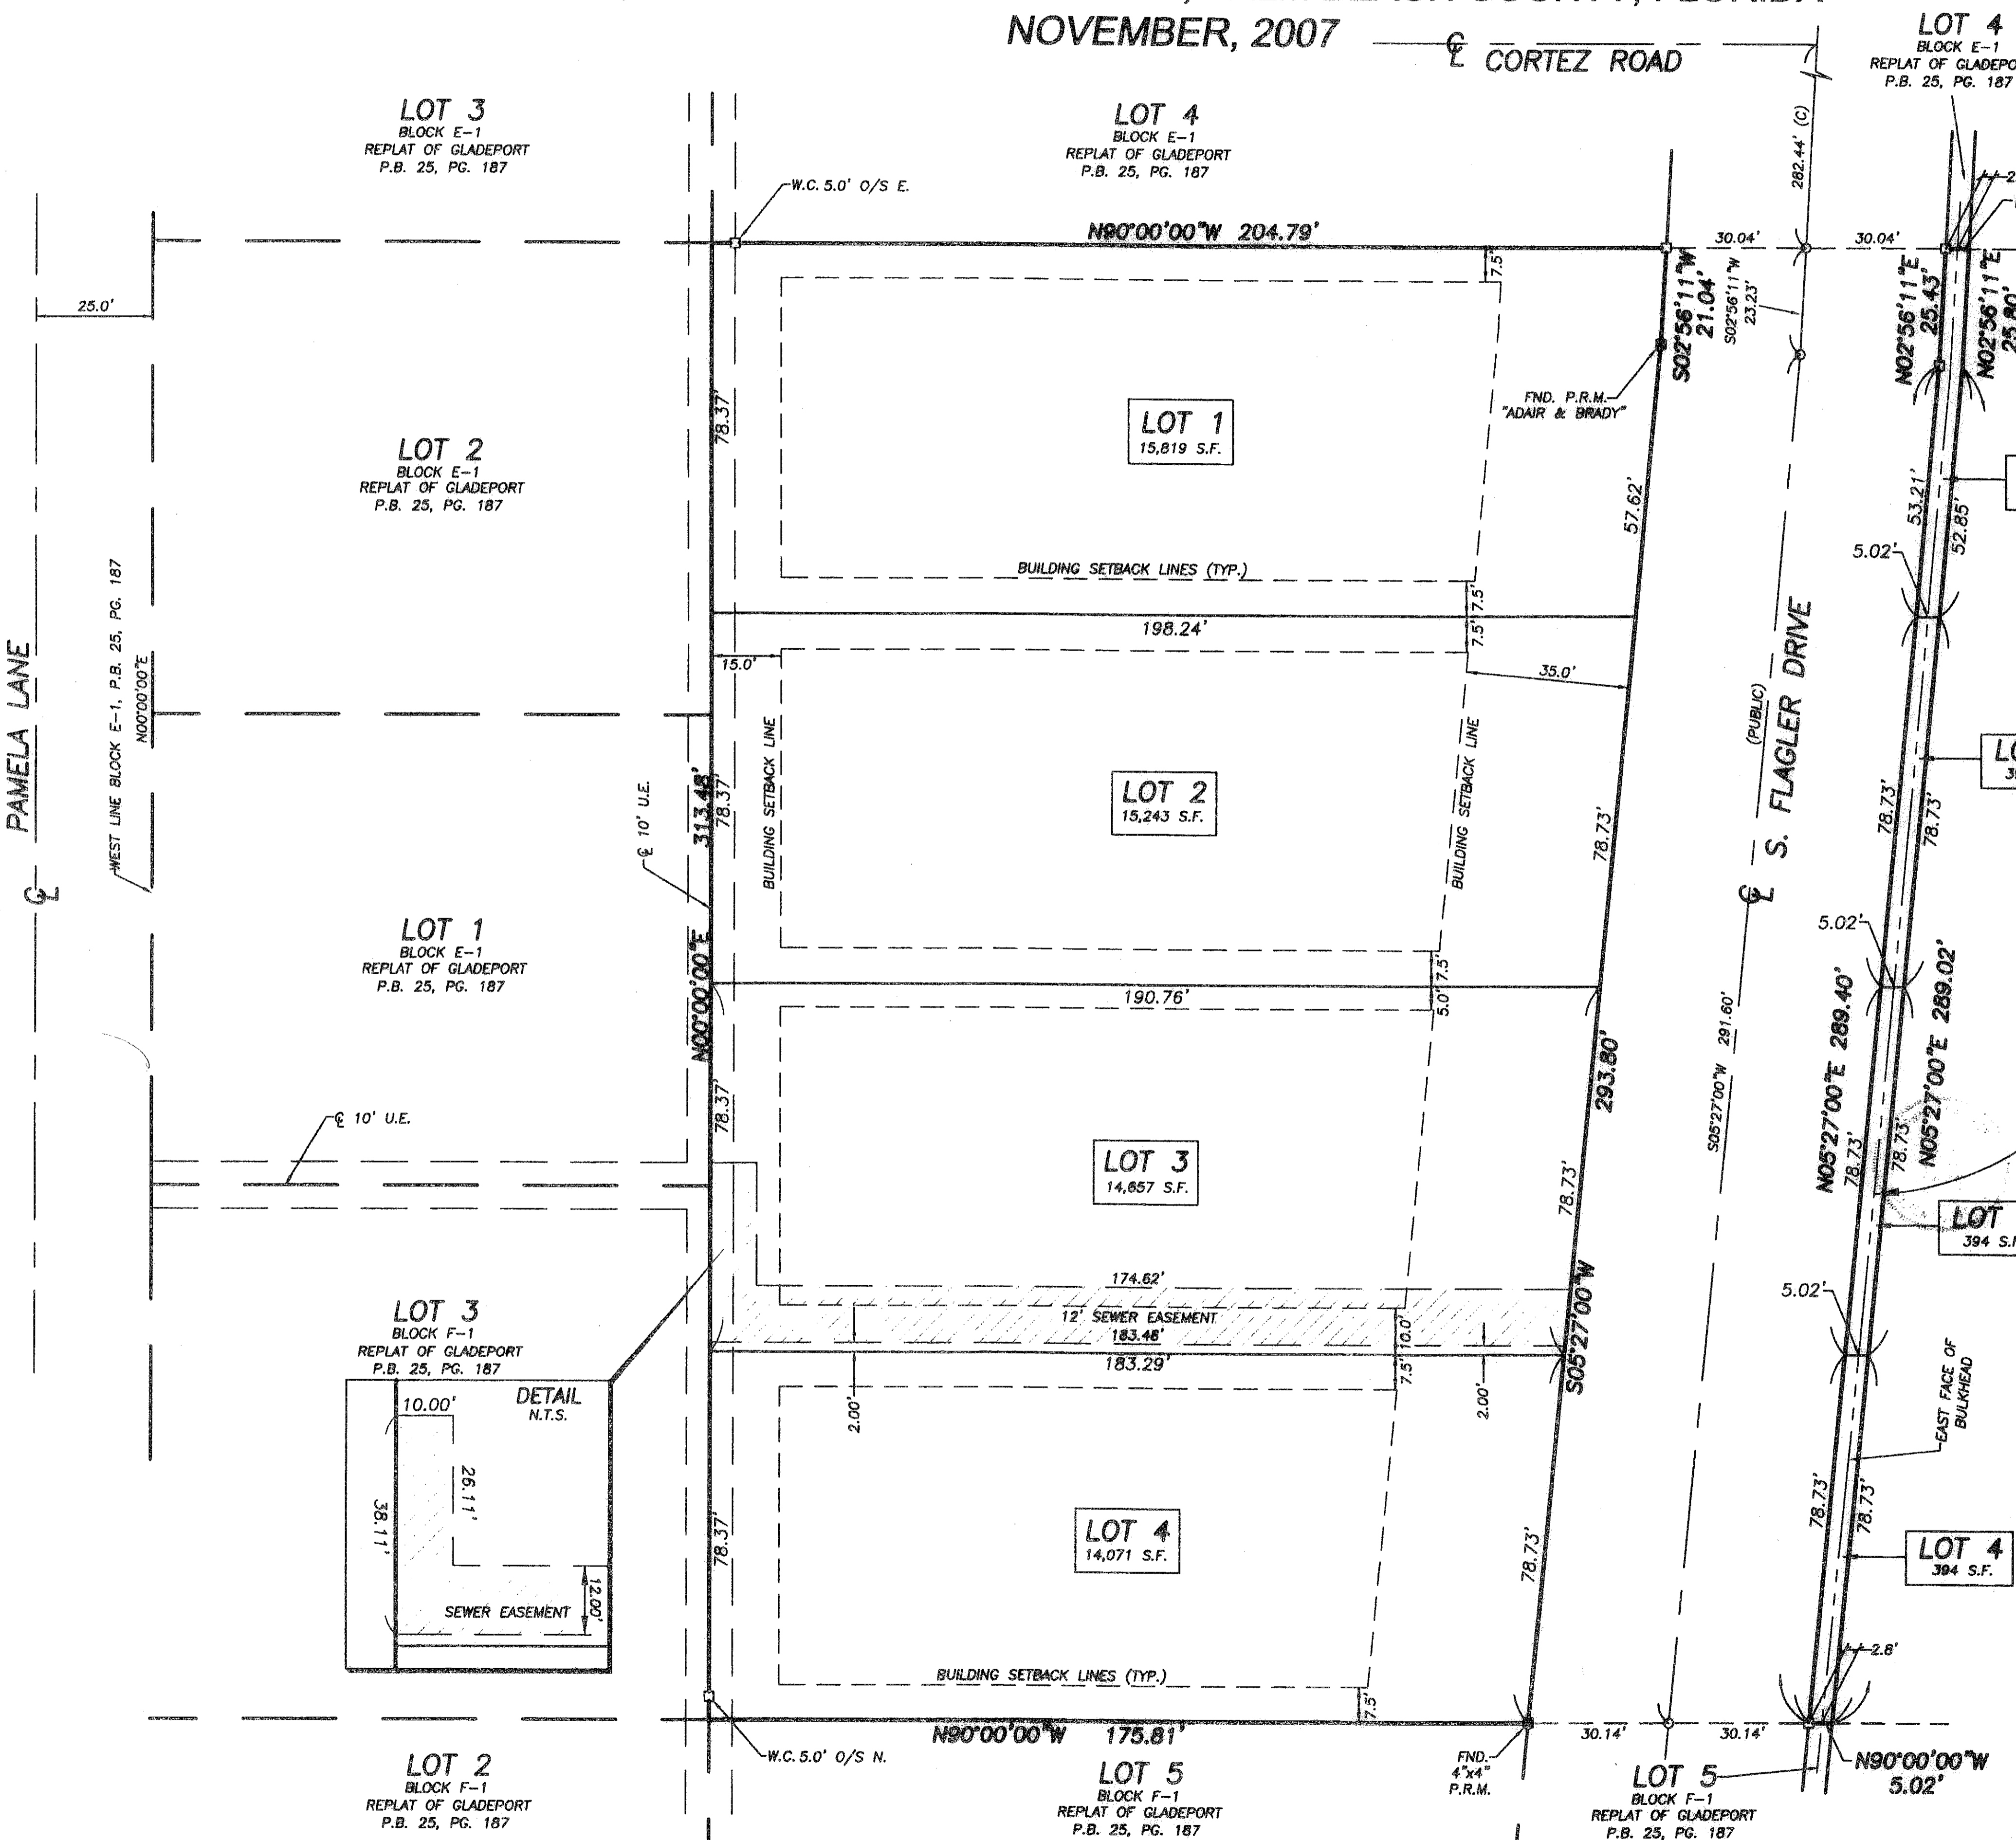 NOVEMBER, 2007
CL CORTEZ ROAD
LOT 4
BLOCK E-1
P.B. 25, PG. 187
LOT 3
BLOCK E-1
REPLAT OF GLADEPORT
P.B. 25, PG. 187
LOT 4
BLOCK E-1
REPLAT OF GLADEPORT
P.B. 25, PG. 187
282.44' (C)
W.C. 5.0' O/S E.
N90°00'00"W 204.79'
30.04'
30.04'
7.5'
25.0'
S02°56'11"W
21.04'
S02°56'11"W
23.23'
N02°56'11"E
25.43'
N02°56'11"E
25.80'
FND. P.R.M.
"ADAIR & BRADY"
78.37'
LOT 1
15,819 S.F.
LOT 2
BLOCK E-1
REPLAT OF GLADEPORT
P.B. 25, PG. 187
57.62'
53.21'
52.85'
5.02'
BUILDING SETBACK LINES (TYP.)
7.5'
198.24'
7.5'
15.0'
35.0'
WEST LINE BLOCK E-1, P.B. 25, PG. 187
N00°00'00"E
PAMELA LANE
CL
CL 10' U.E.
313.48'
78.37'
BUILDING SETBACK LINE
LOT 2
15,243 S.F.
BUILDING SETBACK LINE
78.73'
(PUBLIC)
CL S. FLAGLER DRIVE
78.73'
78.73'
LOT 1
BLOCK E-1
REPLAT OF GLADEPORT
P.B. 25, PG. 187
N00°00'00"E
5.02'
7.5'
190.76'
5.0'
293.80'
S05°27'00"W 291.60'
N05°27'00"E 289.40'
N05°27'00"E 289.02'
CL 10' U.E.
78.37'
LOT 3
14,657 S.F.
78.73'
78.73'
78.73'
LOT
394 S.F.
174.62'
12' SEWER EASEMENT
183.48'
10.0'
183.29'
7.5'
2.00'
2.00'
S05°27'00"W
5.02'
LOT 3
BLOCK F-1
REPLAT OF GLADEPORT
P.B. 25, PG. 187
DETAIL
N.T.S.
10.00'
26.11'
38.11'
12.00'
SEWER EASEMENT
EAST FACE OF
BULKHEAD
78.37'
LOT 4
14,071 S.F.
78.73'
78.73'
78.73'
LOT 4
394 S.F.
BUILDING SETBACK LINES (TYP.)
7.5'
2.8'
N90°00'00"W 175.81'
30.14'
30.14'
W.C. 5.0' O/S N.
FND.
4"x4"
P.R.M.
N90°00'00"W
5.02'
LOT 2
BLOCK F-1
REPLAT OF GLADEPORT
P.B. 25, PG. 187
LOT 5
BLOCK F-1
REPLAT OF GLADEPORT
P.B. 25, PG. 187
LOT 5
BLOCK F-1
REPLAT OF GLADEPORT
P.B. 25, PG. 187